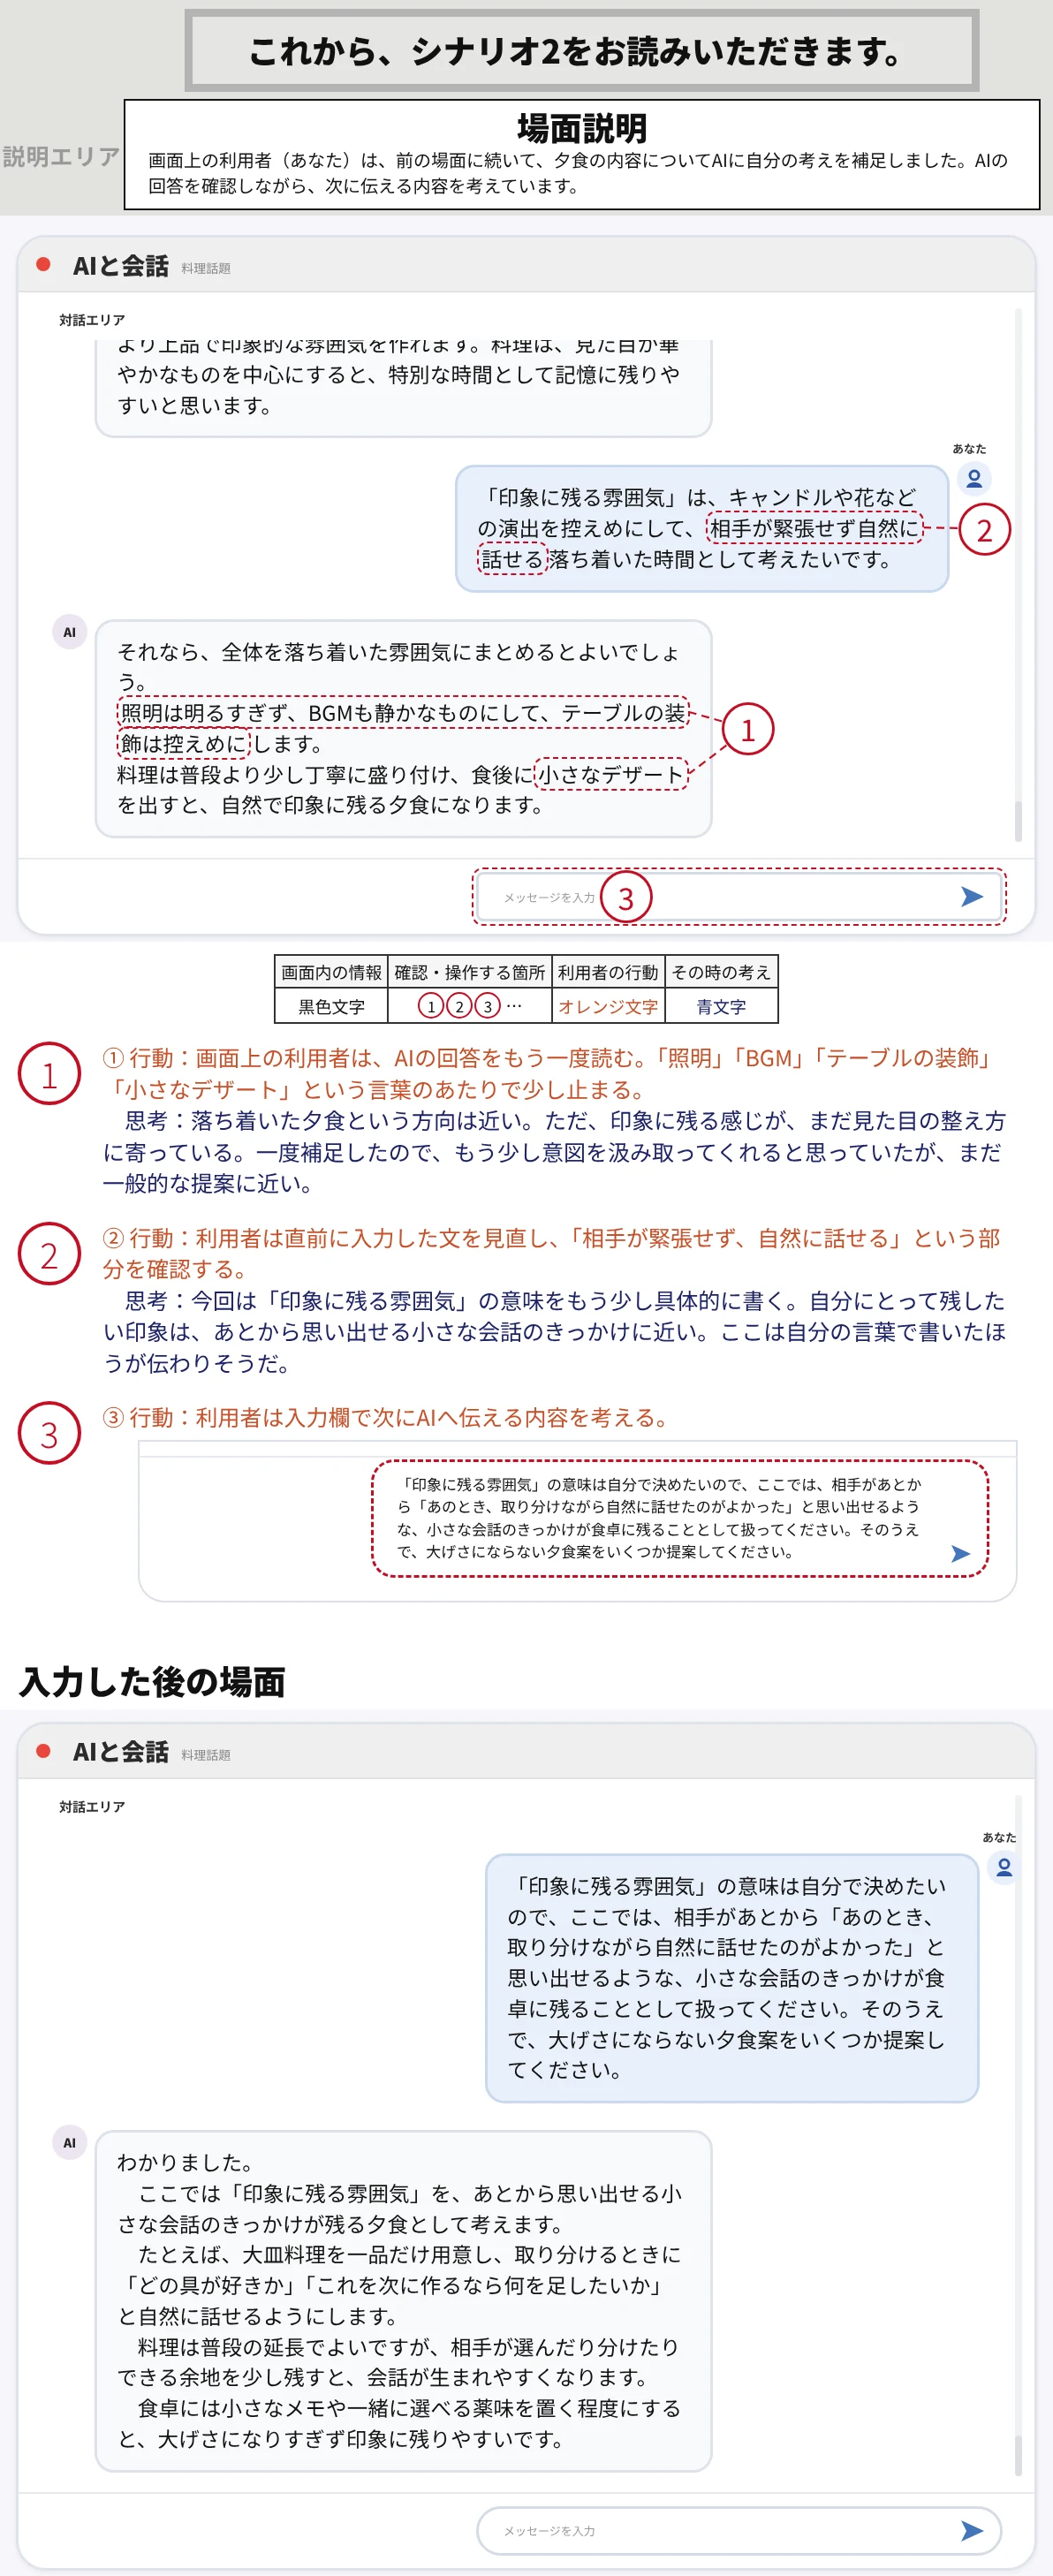 これから、シナリオ2をお読みいただきます。
説明エリア
場面説明
画面上の利用者（あなた）は、前の場面に続いて、夕食の内容についてAIに自分の考えを補足しました。AIの
回答を確認しながら、次に伝える内容を考えています。
AIと会話 料理話題
対話エリア
より上品で印象的な雰囲気を作れます。料理は、見た目が華
やかなものを中心にすると、特別な時間として記憶に残りや
すいと思います。
あなた
「印象に残る雰囲気」は、キャンドルや花など
の演出を控えめにして、相手が緊張せず自然に
話せる落ち着いた時間として考えたいです。
2
AI
それなら、全体を落ち着いた雰囲気にまとめるとよいでしょ
う。
照明は明るすぎず、BGMも静かなものにして、テーブルの装
飾は控えめにします。
料理は普段より少し丁寧に盛り付け、食後に小さなデザート
を出すと、自然で印象に残る夕食になります。
1
メッセージを入力
3
画面内の情報 確認・操作する箇所 利用者の行動 その時の考え
黒色文字 1 2 3 … オレンジ文字 青文字
1
① 行動：画面上の利用者は、AIの回答をもう一度読む。「照明」「BGM」「テーブルの装飾」
「小さなデザート」という言葉のあたりで少し止まる。
思考：落ち着いた夕食という方向は近い。ただ、印象に残る感じが、まだ見た目の整え方
に寄っている。一度補足したので、もう少し意図を汲み取ってくれると思っていたが、まだ
一般的な提案に近い。
2
② 行動：利用者は直前に入力した文を見直し、「相手が緊張せず、自然に話せる」という部
分を確認する。
思考：今回は「印象に残る雰囲気」の意味をもう少し具体的に書く。自分にとって残した
い印象は、あとから思い出せる小さな会話のきっかけに近い。ここは自分の言葉で書いたほ
うが伝わりそうだ。
3
③ 行動：利用者は入力欄で次にAIへ伝える内容を考える。
「印象に残る雰囲気」の意味は自分で決めたいので、ここでは、相手があとか
ら「あのとき、取り分けながら自然に話せたのがよかった」と思い出せるよう
な、小さな会話のきっかけが食卓に残ることとして扱ってください。そのうえ
で、大げさにならない夕食案をいくつか提案してください。
入力した後の場面
AIと会話 料理話題
対話エリア
あなた
「印象に残る雰囲気」の意味は自分で決めたい
ので、ここでは、相手があとから「あのとき、
取り分けながら自然に話せたのがよかった」と
思い出せるような、小さな会話のきっかけが食
卓に残ることとして扱ってください。そのうえ
で、大げさにならない夕食案をいくつか提案し
てください。
AI
わかりました。
ここでは「印象に残る雰囲気」を、あとから思い出せる小
さな会話のきっかけが残る夕食として考えます。
たとえば、大皿料理を一品だけ用意し、取り分けるときに
「どの具が好きか」「これを次に作るなら何を足したいか」
と自然に話せるようにします。
料理は普段の延長でよいですが、相手が選んだり分けたり
できる余地を少し残すと、会話が生まれやすくなります。
食卓には小さなメモや一緒に選べる薬味を置く程度にする
と、大げさになりすぎず印象に残りやすいです。
メッセージを入力